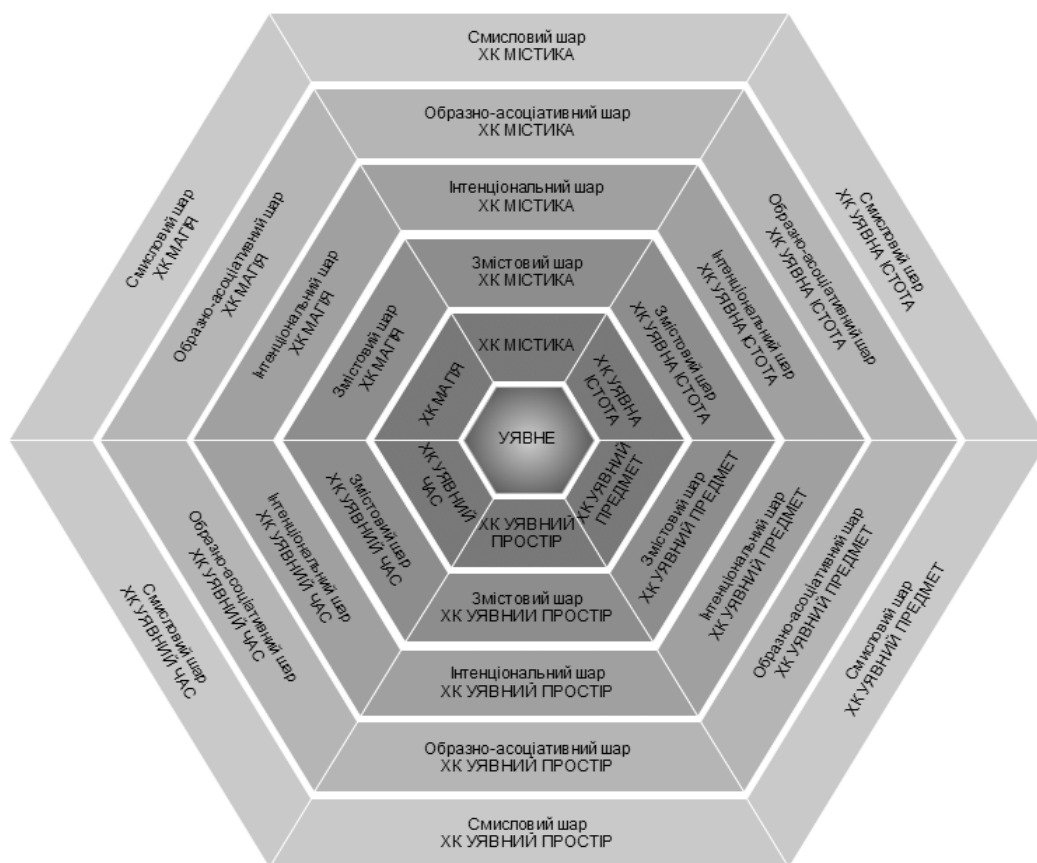 Смисловий шар
ХК МІСТИКА
Образно-асоціативний шар
ХК МІСТИКА
Інтенціональний шар
ХК МІСТИКА
Змістовий шар
ХК МІСТИКА
ХК МІСТИКА
Смисловий шар
ХК МАГІЯ
Образно-асоціативний шар
ХК МАГІЯ
Інтенціональний шар
ХК МАГІЯ
Змістовий шар
ХК МАГІЯ
ХК МАГІЯ
ХК УЯВНА
ІСТОТА
Змістовий шар
ХК УЯВНА ІСТОТА
Інтенціональний шар
ХК УЯВНА ІСТОТА
Образно-асоціативний шар
ХК УЯВНА ІСТОТА
Смисловий шар
ХК УЯВНА ІСТОТА
УЯВНЕ
Смисловий шар
ХК УЯВНИЙ ЧАС
Образно-асоціативний шар
ХК УЯВНИЙ ЧАС
Інтенціональний шар
ХК УЯВНИЙ ЧАС
Змістовий шар
ХК УЯВНИЙ ЧАС
ХК УЯВНИЙ
ЧАС
ХК УЯВНИЙ
ПРЕДМЕТ
Змістовий шар
ХК УЯВНИЙ ПРЕДМЕТ
Інтенціональний шар
ХК УЯВНИЙ ПРЕДМЕТ
Образно-асоціативний шар
ХК УЯВНИЙ ПРЕДМЕТ
Смисловий шар
ХК УЯВНИЙ ПРЕДМЕТ
ХК УЯВНИЙ
ПРОСТІР
Змістовий шар
ХК УЯВНИЙ ПРОСТІР
Інтенціональний шар
ХК УЯВНИЙ ПРОСТІР
Образно-асоціативний шар
ХК УЯВНИЙ ПРОСТІР
Смисловий шар
ХК УЯВНИЙ ПРОСТІР